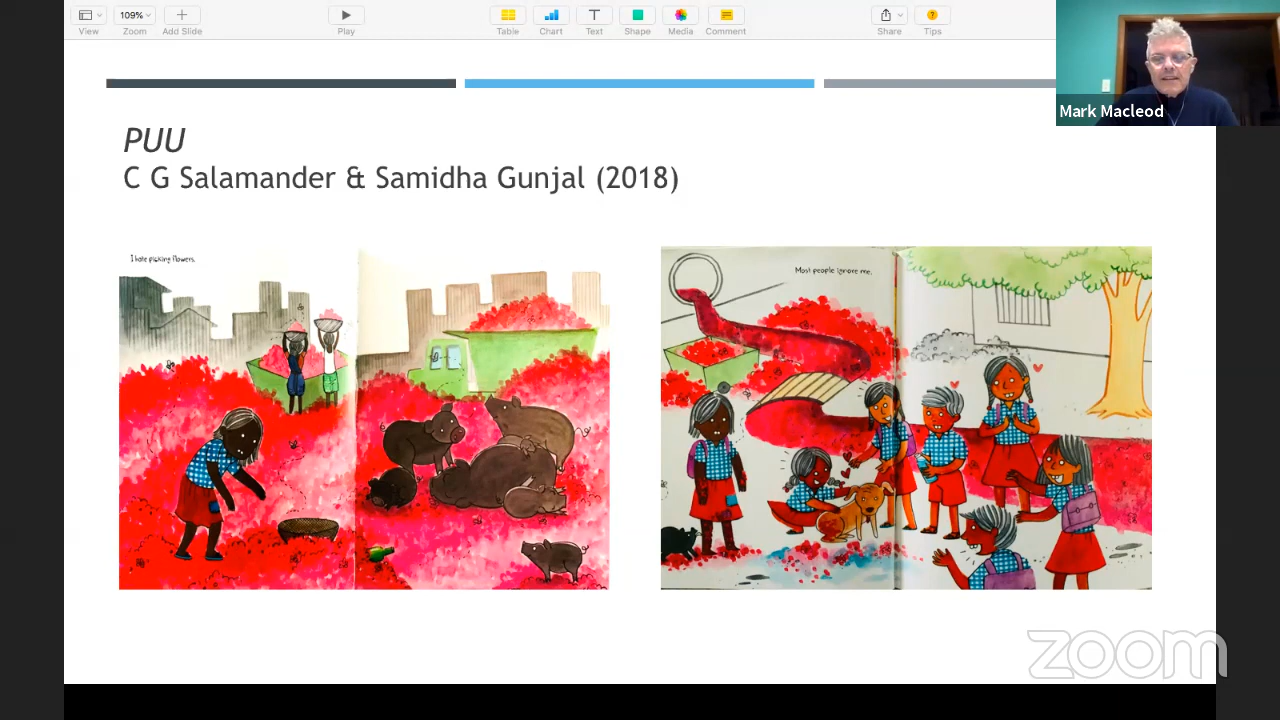 109%
View
Zoom
Add Slide
Play
Table
Chart
Text
Shape
Media
Comment
Share
Tips
Mark Macleod
PUU
C G Salamander & Samidha Gunjal (2018)
I hate picking flowers.
Most people ignore me.
zoom